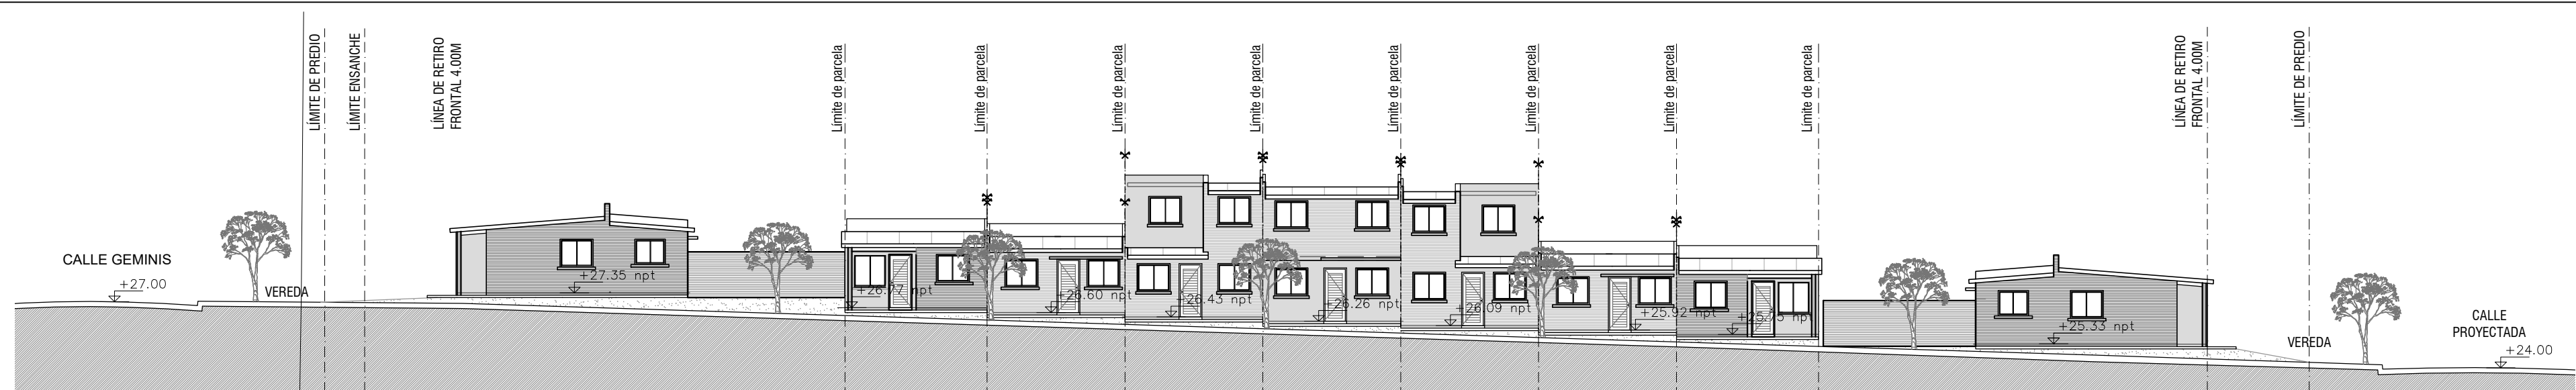 LÍMITE DE PREDIO
LÍMITE ENSANCHE
LÍNEA DE RETIRO
FRONTAL 4.00M
Límite de parcela
Límite de parcela
Límite de parcela
Límite de parcela
Límite de parcela
Límite de parcela
Límite de parcela
Límite de parcela
LÍNEA DE RETIRO
FRONTAL 4.00M
LÍMITE DE PREDIO
CALLE GEMINIS
+27.00
VEREDA
+27.35 npt
+26.77 npt
+26.60 npt
+26.43 npt
+26.26 npt
+26.09 npt
+25.92 npt
+25.75 npt
+25.33 npt
VEREDA
CALLE
PROYECTADA
+24.00